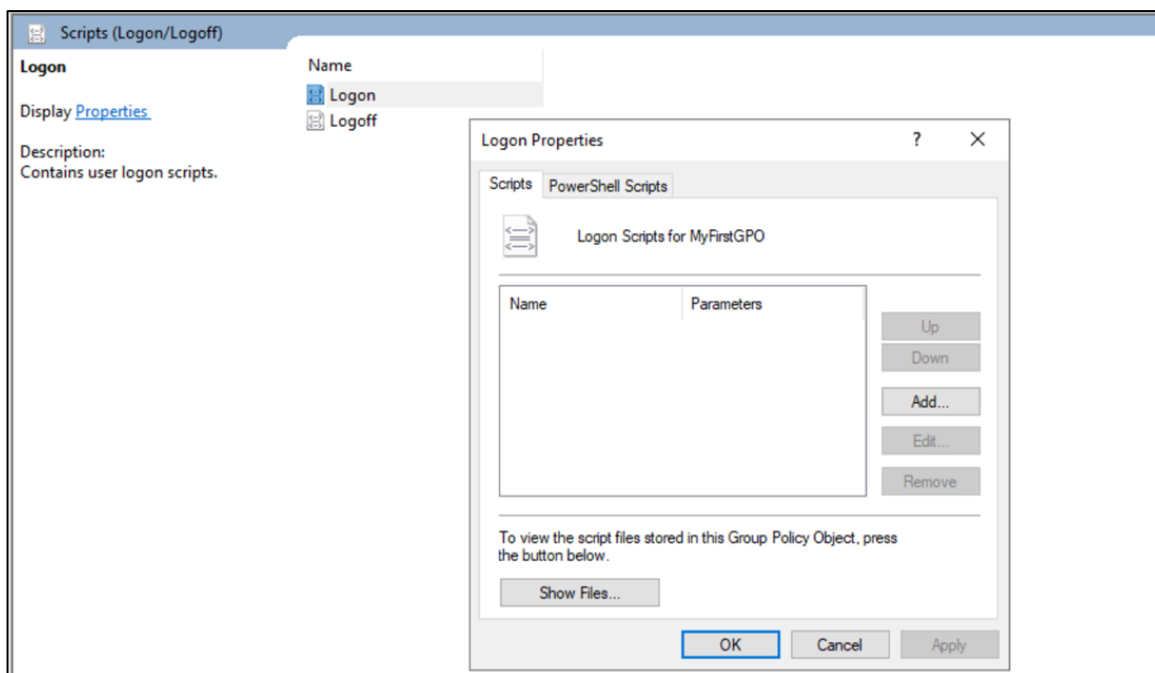 Scripts (Logon/Logoff)
Logon
Display Properties
Description:
Contains user logon scripts.
Name
Logon
Logoff
Logon Properties
?
Scripts
PowerShell Scripts
Logon Scripts for MyFirstGPO
Name
Parameters
Up
Down
Add...
Edit...
Remove
To view the script files stored in this Group Policy Object, press
the button below.
Show Files...
OK
Cancel
Apply